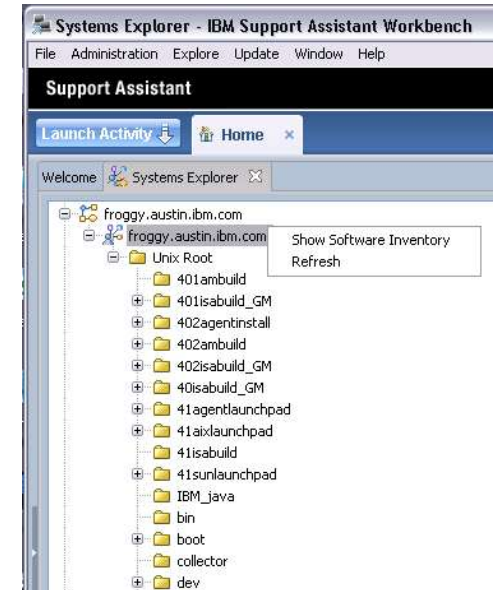 Systems Explorer - IBM Support Assistant Workbench
File Administration Explore Update Window Help
Support Assistant
Launch Activity Home
Welcome Systems Explorer
froggy.austin.ibm.com
froggy.austin.ibm.com
Show Software Inventory
Refresh
Unix Root
401ambuild
401isabuild_GM
402agentinstall
402ambuild
402isabuild_GM
40isabuild_GM
41agentlaunchpad
41aixlaunchpad
41isabuild
41sunlaunchpad
IBM_java
bin
boot
collector
dev